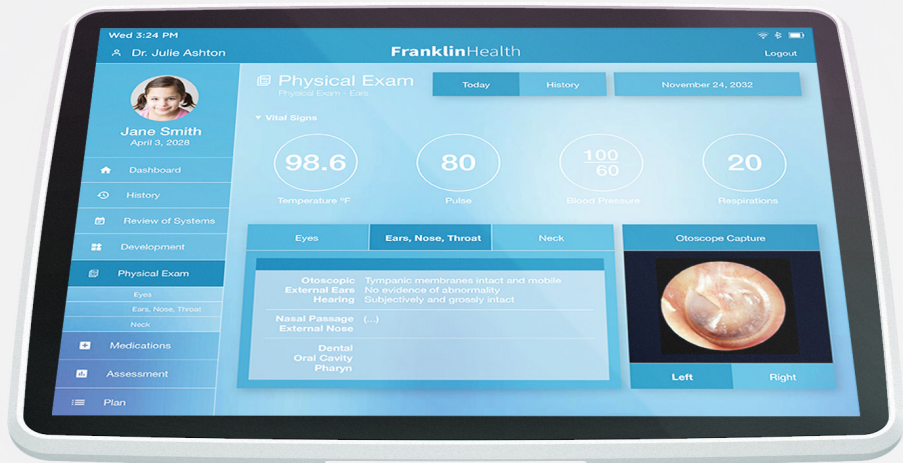 Wed 3:24 PM
Dr. Julie Ashton
FranklinHealth
Logout
Jane Smith
April 3, 2028
Dashboard
History
Review of Systems
Development
Physical Exam
Eyes
Ears, Nose, Throat
Neck
Medications
Assessment
Plan
Physical Exam
Physical Exam - Ears
Today
History
November 24, 2032
Vital Signs
98.6
80
100
60
20
Temperature °F
Pulse
Blood Pressure
Respirations
Eyes
Ears, Nose, Throat
Neck
Otoscopic Tympanic membranes intact and mobile
External Ears No evidence of abnormality
Hearing Subjectively and grossly intact
Nasal Passage (...)
External Nose
Dental
Oral Cavity
Pharyn
Otoscope Capture
Left
Right